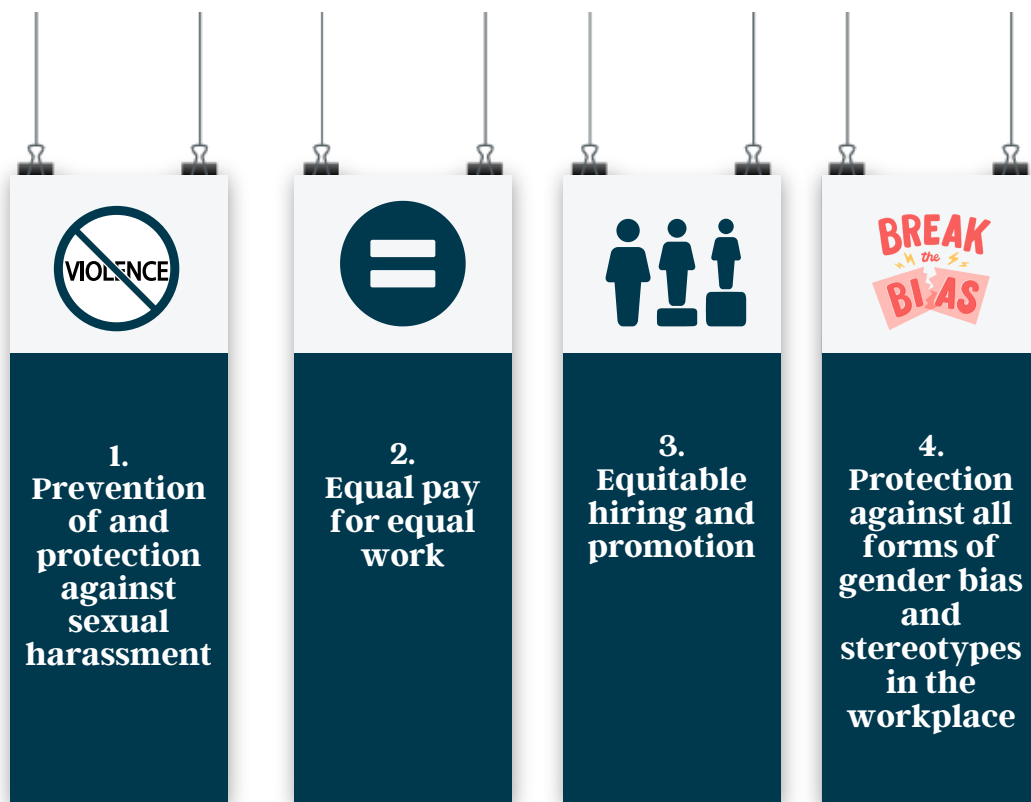 VIOLENCE
1.
Prevention
of and
protection
against
sexual
harassment
2.
Equal pay
for equal
work
3.
Equitable
hiring and
promotion
BREAK
the
BIAS
4.
Protection
against all
forms of
gender bias
and
stereotypes
in the
workplace